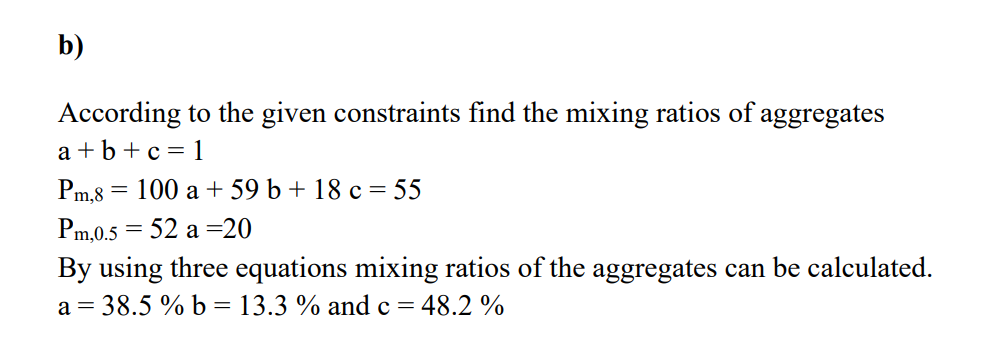 b)
According to the given constraints find the mixing ratios of aggregates
a + b + c = 1
Pm,8 = 100 a + 59 b + 18 c = 55
Pm,0.5 = 52 a =20
By using three equations mixing ratios of the aggregates can be calculated.
a = 38.5 % b = 13.3 % and c = 48.2 %